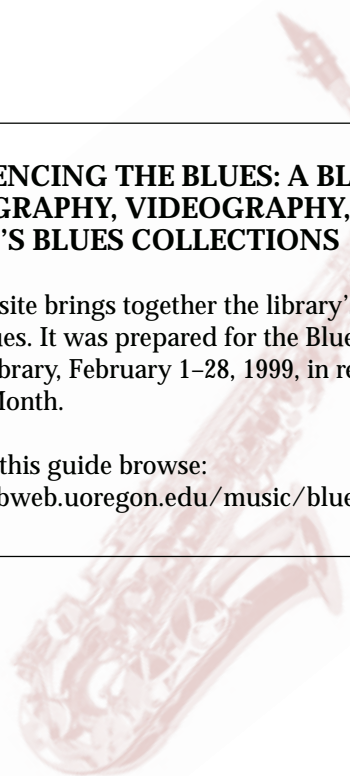 ENCING THE BLUES: A BL
GRAPHY, VIDEOGRAPHY,
'S BLUES COLLECTIONS
site brings together the library'
ues. It was prepared for the Blue
ibrary, February 1–28, 1999, in re
Month.
this guide browse:
bweb.uoregon.edu/music/blue